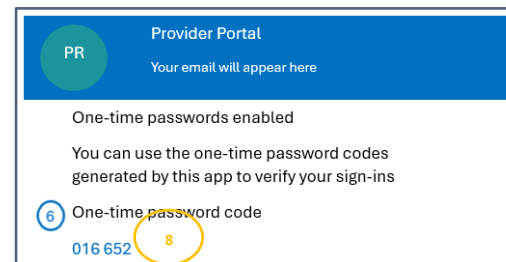 PR
Provider Portal
Your email will appear here
One-time passwords enabled
You can use the one-time password codes
generated by this app to verify your sign-ins
6 One-time password code
016 652 8